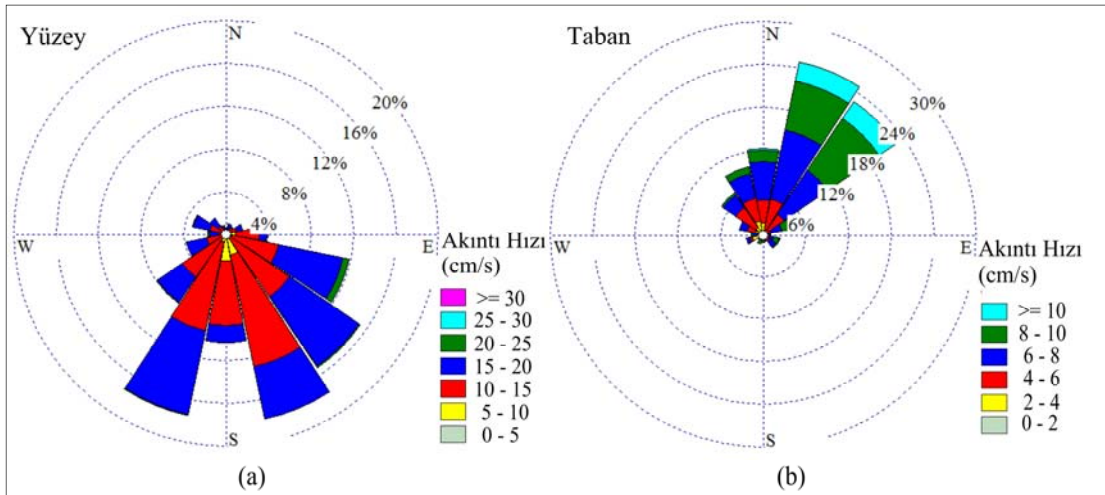 Yüzey
N
20%
16%
12%
8%
4%
W
E
S
Akıntı Hızı
(cm/s)
>= 30
25 - 30
20 - 25
15 - 20
10 - 15
5 - 10
0 - 5
(a)
Taban
N
30%
24%
18%
12%
6%
W
E
S
Akıntı Hızı
(cm/s)
>= 10
8 - 10
6 - 8
4 - 6
2 - 4
0 - 2
(b)